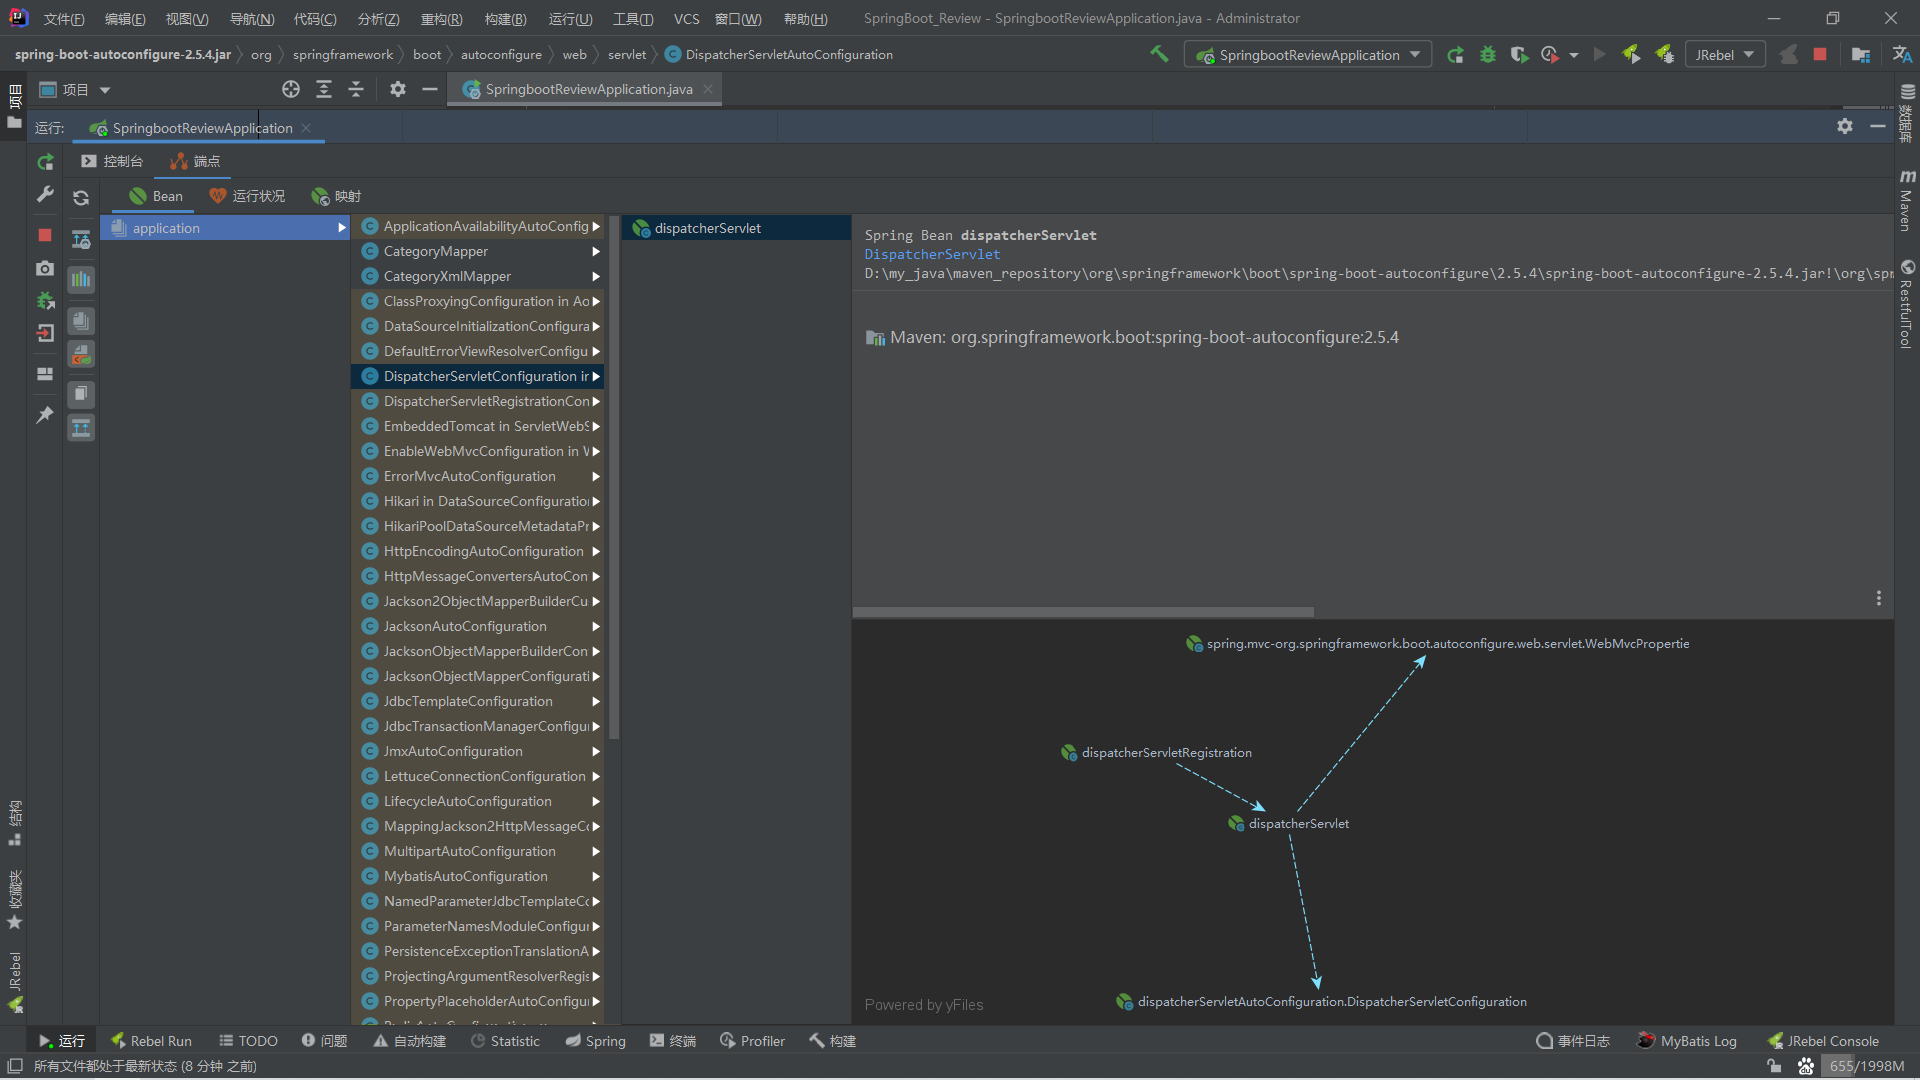 文件(F) 编辑(E) 视图(V) 导航(N) 代码(C) 分析(Z) 重构(R) 构建(B) 运行(U) 工具(T) VCS 窗口(W) 帮助(H) SpringBoot_Review - SpringbootReviewApplication.java - Administrator
spring-boot-autoconfigure-2.5.4.jar org springframework boot autoconfigure web servlet DispatcherServletAutoConfiguration SpringbootReviewApplication JRebel
项目 SpringbootReviewApplication.java
运行: SpringbootReviewApplication
控制台 端点
Bean 运行状况 映射
application
ApplicationAvailabilityAutoConfig
CategoryMapper
CategoryXmlMapper
ClassProxyingConfiguration in Ao
DataSourceInitializationConfigura
DefaultErrorViewResolverConfigu
DispatcherServletConfiguration ir
DispatcherServletRegistrationCon
EmbeddedTomcat in ServletWebS
EnableWebMvcConfiguration in W
ErrorMvcAutoConfiguration
Hikari in DataSourceConfiguratio
HikariPoolDataSourceMetadataPr
HttpEncodingAutoConfiguration
HttpMessageConvertersAutoCon
Jackson2ObjectMapperBuilderCu
JacksonAutoConfiguration
JacksonObjectMapperBuilderCon
JacksonObjectMapperConfigurati
JdbcTemplateConfiguration
JdbcTransactionManagerConfigu
JmxAutoConfiguration
LettuceConnectionConfiguration
LifecycleAutoConfiguration
MappingJackson2HttpMessageCo
MultipartAutoConfiguration
MybatisAutoConfiguration
NamedParameterJdbcTemplateCo
ParameterNamesModuleConfigur
PersistenceExceptionTranslationA
ProjectingArgumentResolverRegis
PropertyPlaceholderAutoConfigur
dispatcherServlet
Spring Bean dispatcherServlet
DispatcherServlet
D:\my_java\maven_repository\org\springframework\boot\spring-boot-autoconfigure\2.5.4\spring-boot-autoconfigure-2.5.4.jar!\org\spr
Maven: org.springframework.boot:spring-boot-autoconfigure:2.5.4
spring.mvc-org.springframework.boot.autoconfigure.web.servlet.WebMvcPropertie
dispatcherServletRegistration
dispatcherServlet
dispatcherServletAutoConfiguration.DispatcherServletConfiguration
Powered by yFiles
项目
结构
收藏夹
JRebel
数据库
Maven
RestfulTool
运行 Rebel Run TODO 问题 自动构建 Statistic Spring 终端 Profiler 构建 事件日志 MyBatis Log JRebel Console
所有文件都处于最新状态 (8 分钟 之前) 655/1998M